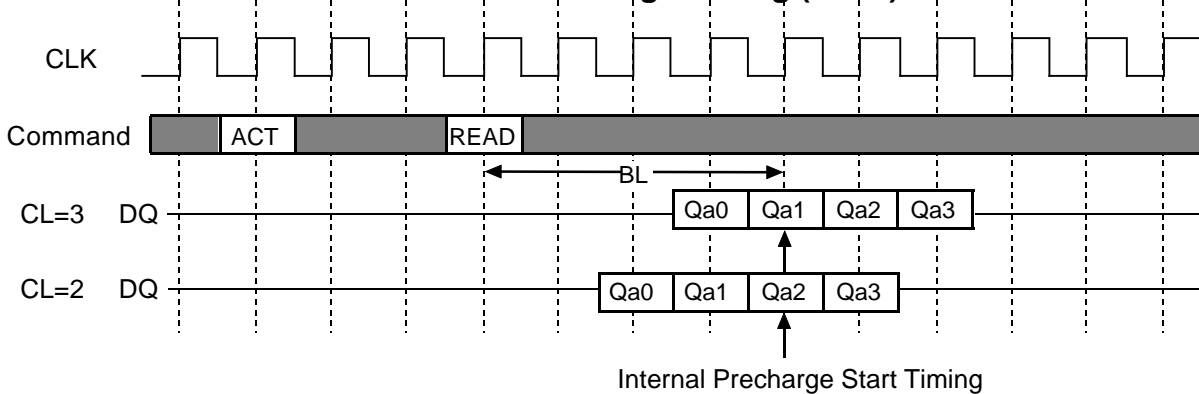 CLK
Command ACT READ
BL
CL=3 DQ Qa0 Qa1 Qa2 Qa3
CL=2 DQ Qa0 Qa1 Qa2 Qa3
Internal Precharge Start Timing